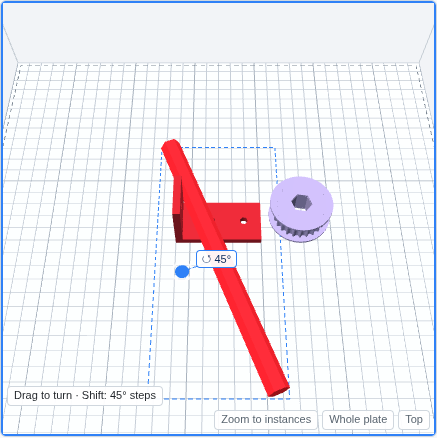 45°
Drag to turn · Shift: 45° steps
Zoom to instances
Whole plate
Top